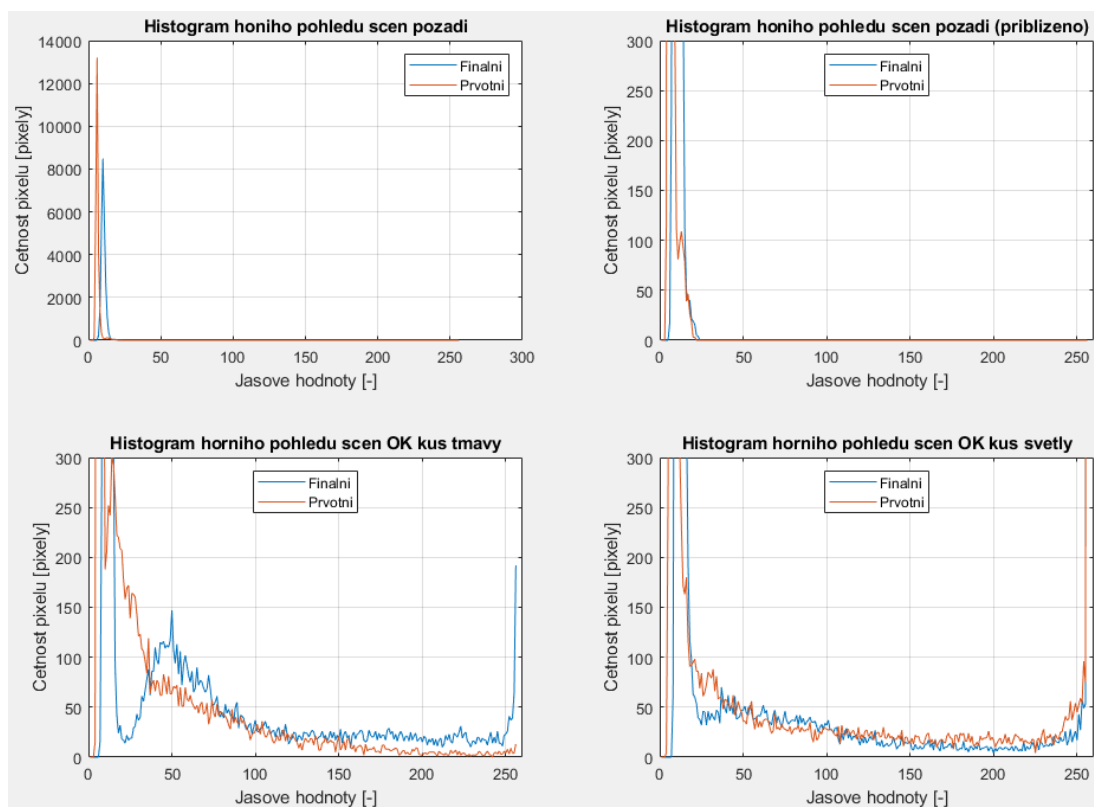 Histogram honiho pohledu scen pozadi
14000
12000
10000
8000
6000
4000
2000
0
Cetnost pixelu [pixely]
Finalni
Prvotni
0 50 100 150 200 250 300
Jasove hodnoty [-]
Histogram honiho pohledu scen pozadi (priblizeno)
300
250
200
150
100
50
0
Cetnost pixelu [pixely]
Finalni
Prvotni
0 50 100 150 200 250
Jasove hodnoty [-]
Histogram horniho pohledu scen OK kus tmavy
300
250
200
150
100
50
0
Cetnost pixelu [pixely]
Finalni
Prvotni
0 50 100 150 200 250
Jasove hodnoty [-]
Histogram horniho pohledu scen OK kus svetly
300
250
200
150
100
50
0
Cetnost pixelu [pixely]
Finalni
Prvotni
0 50 100 150 200 250
Jasove hodnoty [-]